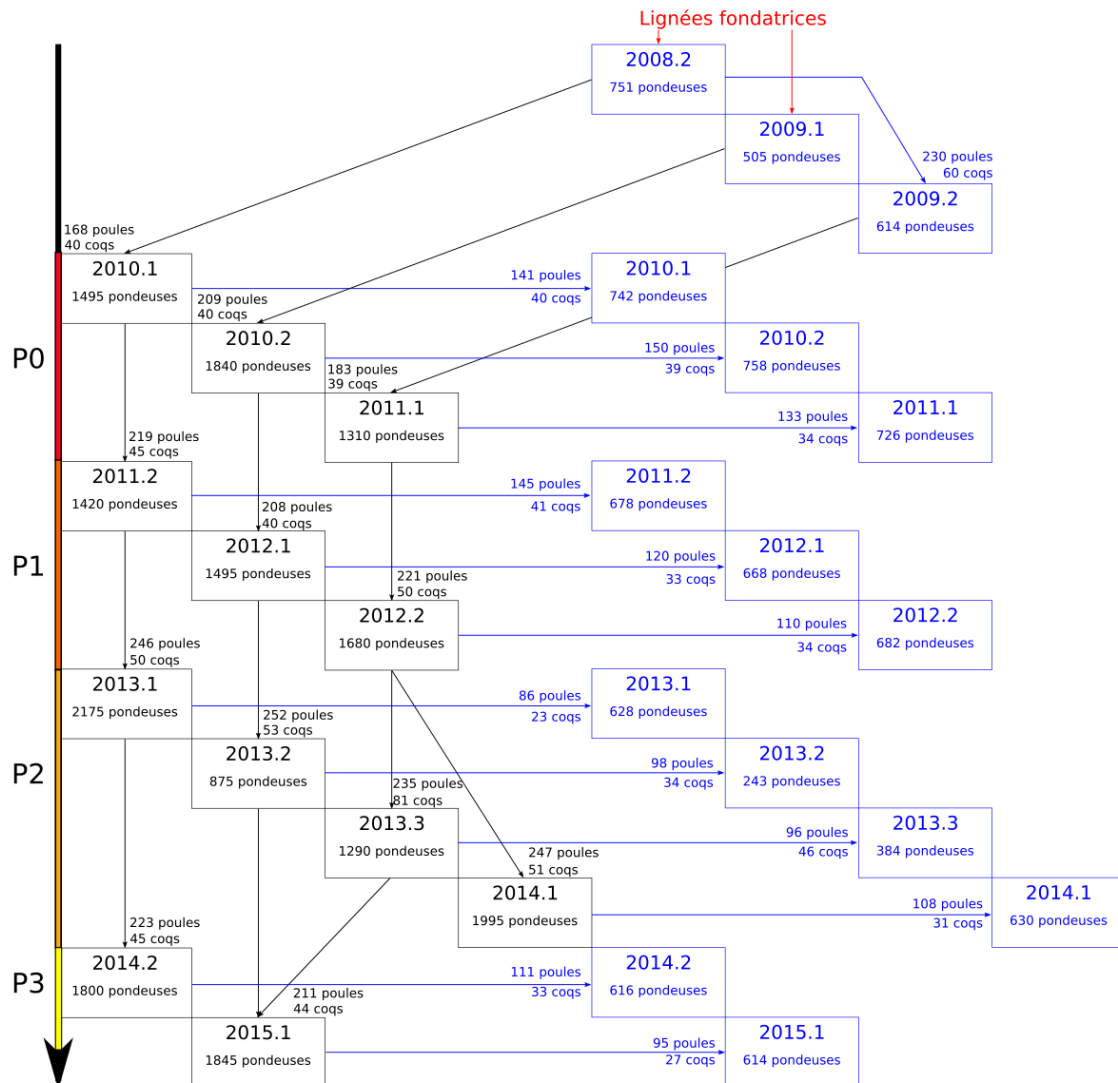 Lignées fondatrices
2008.2
751 pondeuses
2009.1
505 pondeuses
230 poules
60 coqs
2009.2
614 pondeuses
168 poules
40 coqs
2010.1
1495 pondeuses
141 poules
40 coqs
2010.1
742 pondeuses
209 poules
40 coqs
P0
2010.2
1840 pondeuses
150 poules
39 coqs
2010.2
758 pondeuses
183 poules
39 coqs
2011.1
1310 pondeuses
133 poules
34 coqs
2011.1
726 pondeuses
219 poules
45 coqs
2011.2
1420 pondeuses
145 poules
41 coqs
2011.2
678 pondeuses
208 poules
40 coqs
P1
2012.1
1495 pondeuses
120 poules
33 coqs
2012.1
668 pondeuses
221 poules
50 coqs
2012.2
1680 pondeuses
110 poules
34 coqs
2012.2
682 pondeuses
246 poules
50 coqs
2013.1
2175 pondeuses
86 poules
23 coqs
2013.1
628 pondeuses
252 poules
53 coqs
P2
2013.2
875 pondeuses
98 poules
34 coqs
2013.2
243 pondeuses
235 poules
81 coqs
2013.3
1290 pondeuses
96 poules
46 coqs
2013.3
384 pondeuses
247 poules
51 coqs
2014.1
1995 pondeuses
108 poules
31 coqs
2014.1
630 pondeuses
223 poules
45 coqs
P3
2014.2
1800 pondeuses
111 poules
33 coqs
2014.2
616 pondeuses
211 poules
44 coqs
2015.1
1845 pondeuses
95 poules
27 coqs
2015.1
614 pondeuses